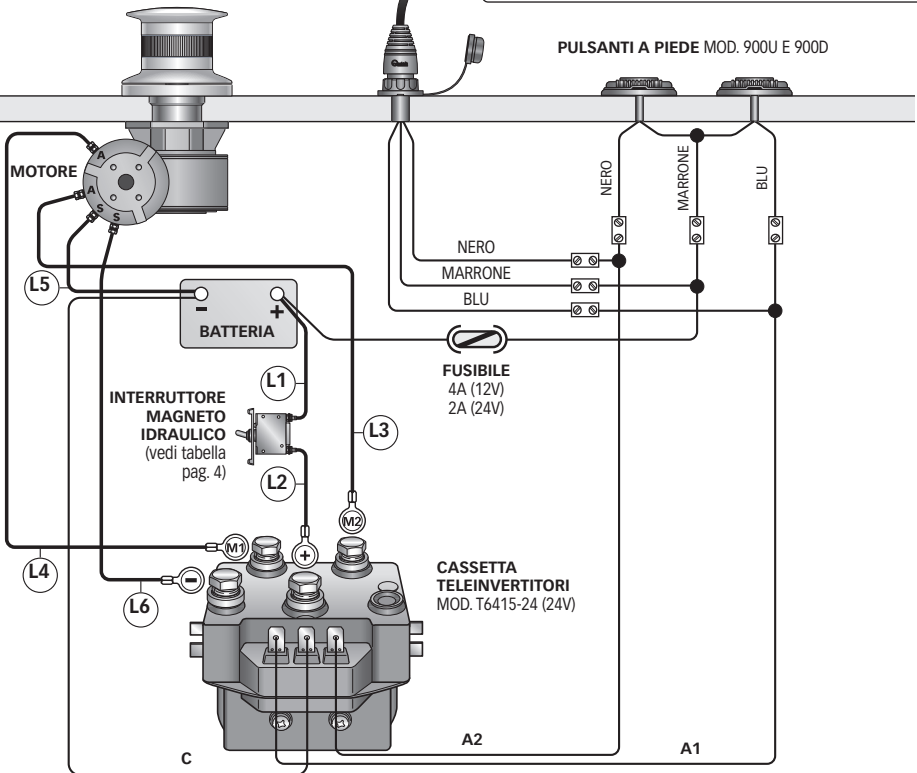 PULSANTI A PIEDE MOD. 900U E 900D
MOTORE
A
A
S
S
NERO
MARRONE
BLU
NERO
MARRONE
BLU
L5
-
+
BATTERIA
FUSIBILE
4A (12V)
2A (24V)
L1
INTERRUTTORE
MAGNETO
IDRAULICO
(vedi tabella
pag. 4)
L3
L2
M2
M1
+
-
L4
L6
CASSETTA
TELEINVERTITORI
MOD. T6415-24 (24V)
C
A2
A1